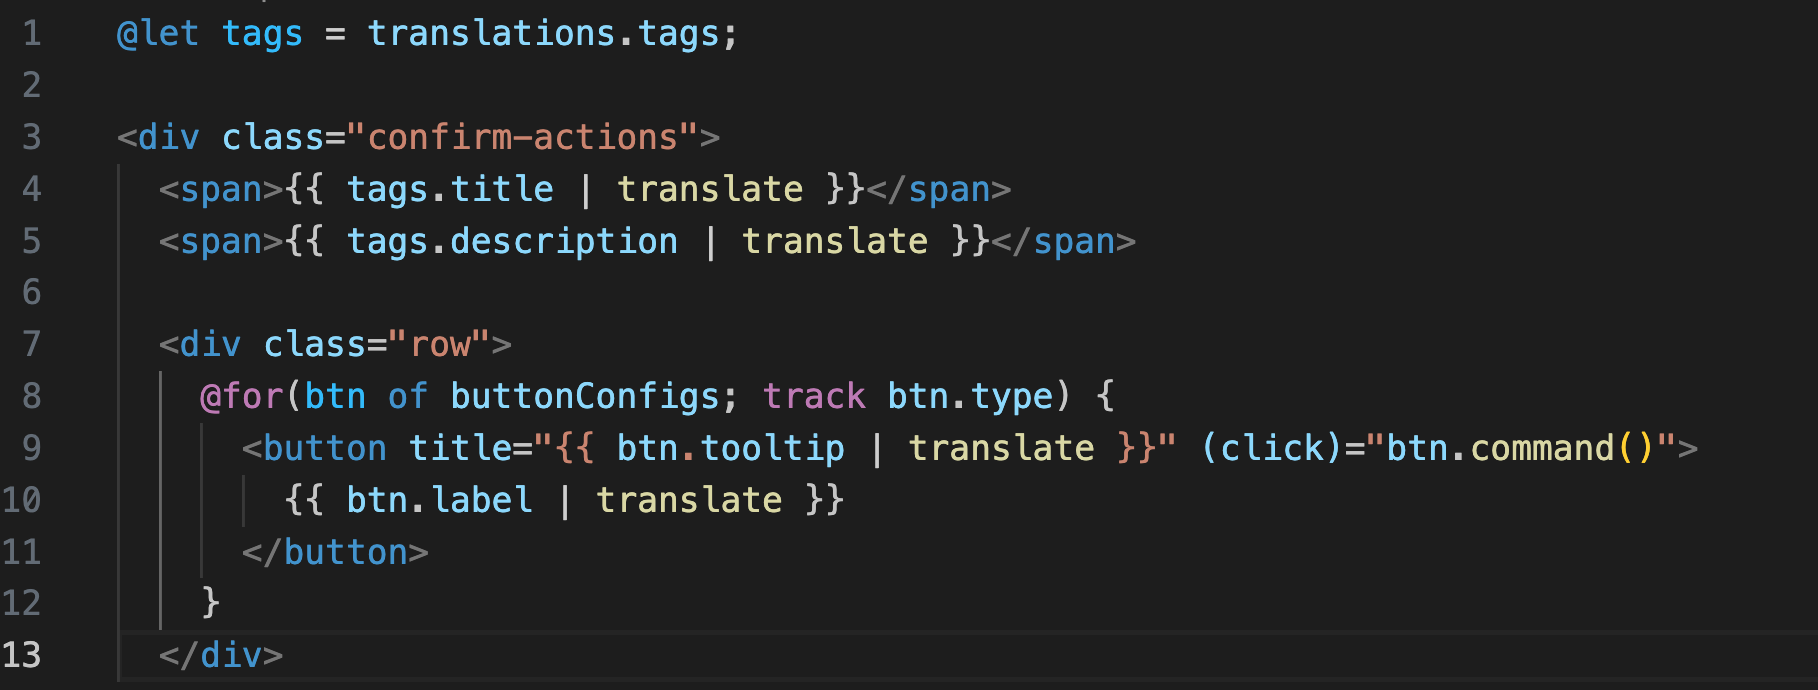 1 @let tags = translations.tags;
2
3 <div class="confirm-actions">
4 <span>{{ tags.title | translate }}</span>
5 <span>{{ tags.description | translate }}</span>
6
7 <div class="row">
8 @for(btn of buttonConfigs; track btn.type) {
9 <button title="{{ btn.tooltip | translate }}" (click)="btn.command()">
10 {{ btn.label | translate }}
11 </button>
12 }
13 </div>